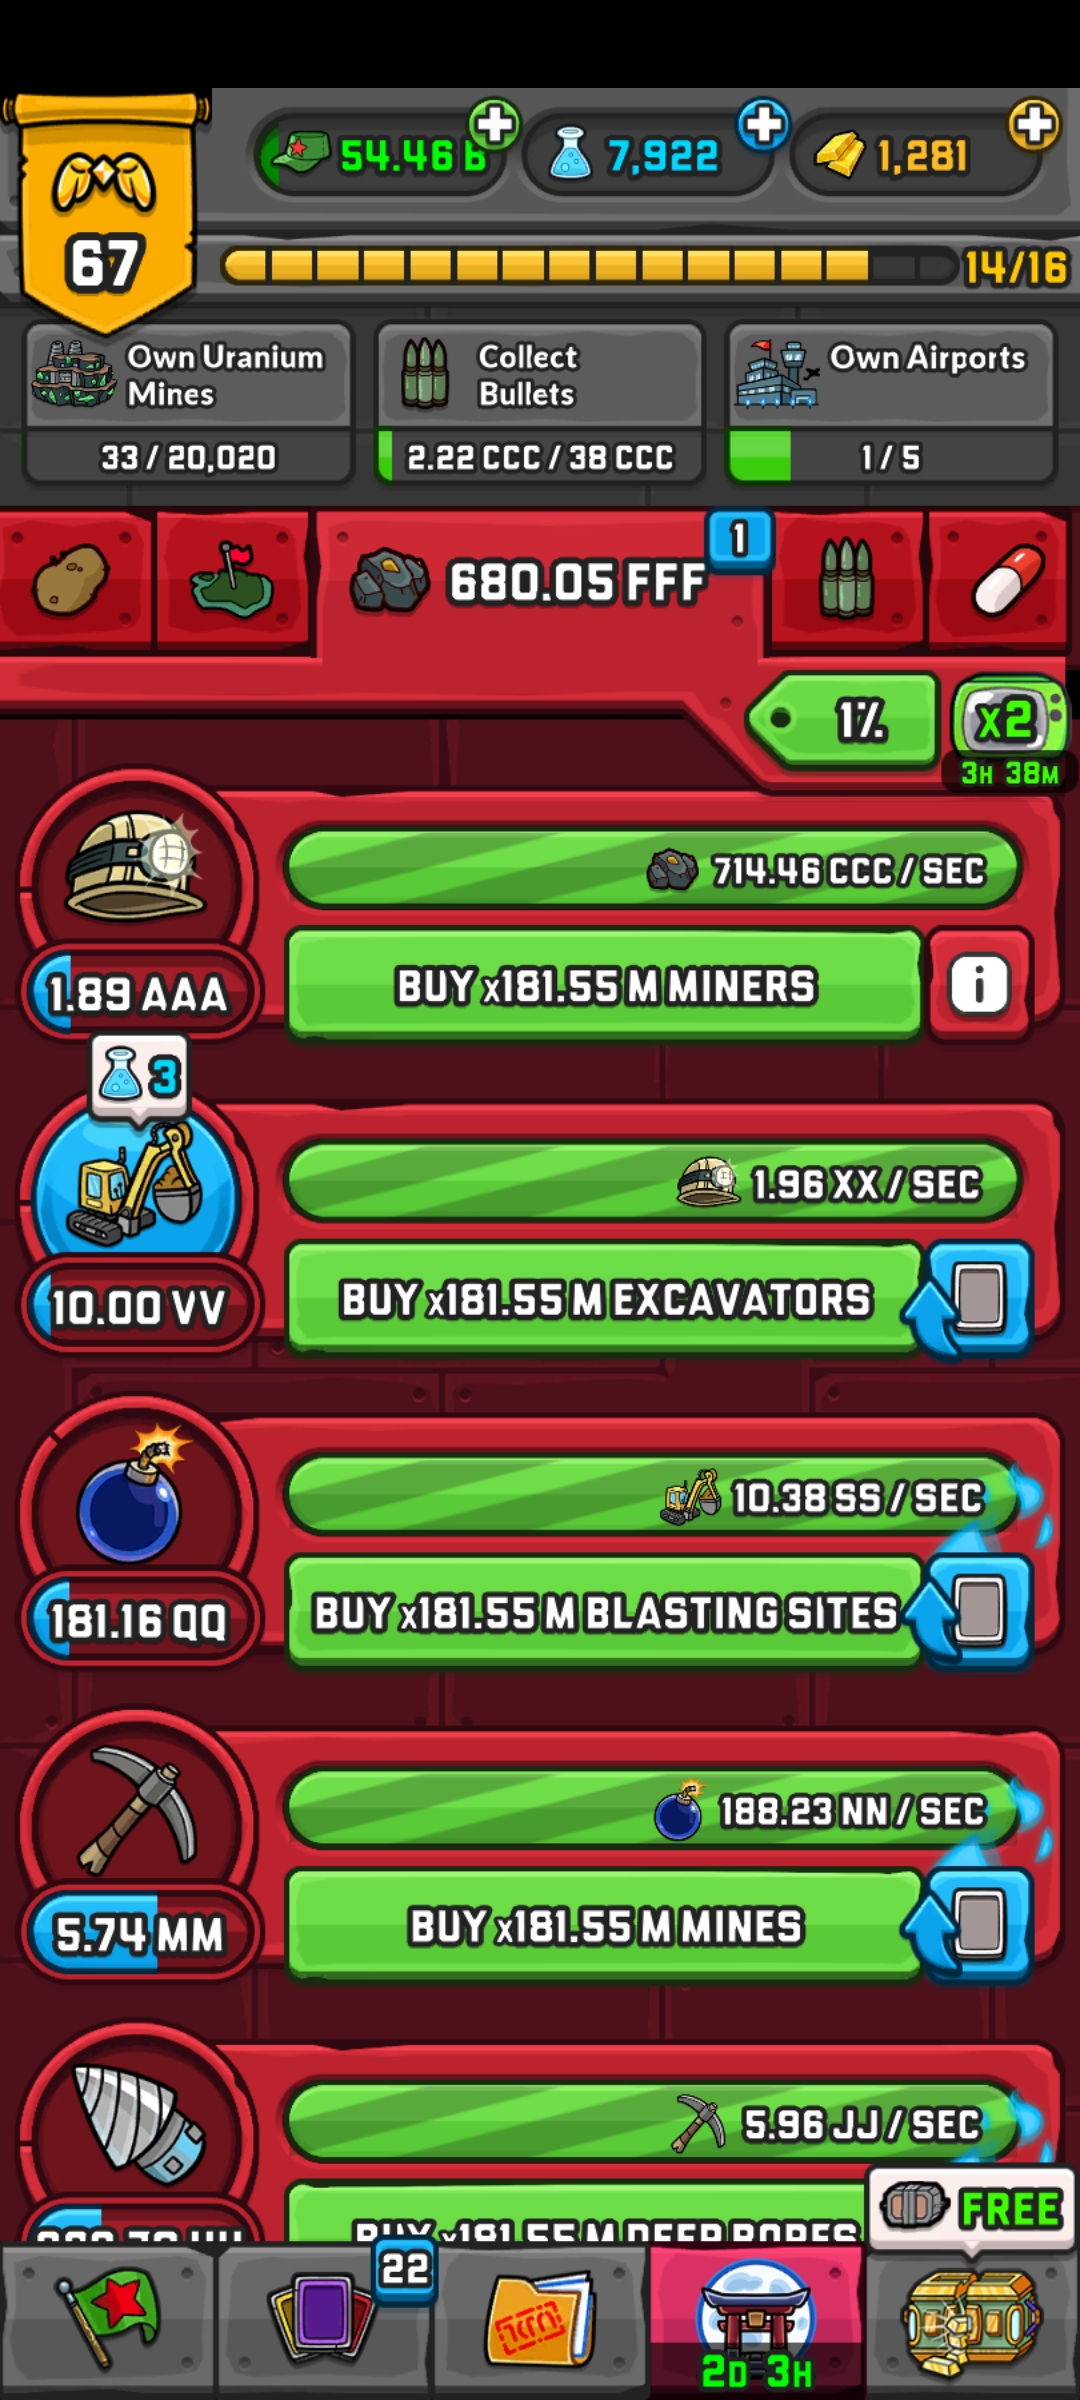 54.46 B
7,922
1,281
67
14/16
Own Uranium
Mines
33 / 20,020
Collect
Bullets
2.22 CCC / 38 CCC
Own Airports
1 / 5
680.05 FFF
1
1%
x2
3H 38M
714.46 CCC / SEC
BUY x181.55 M MINERS
i
1.89 AAA
3
1.96 XX / SEC
BUY x181.55 M EXCAVATORS
10.00 VV
10.38 SS / SEC
BUY x181.55 M BLASTING SITES
181.16 QQ
188.23 NN / SEC
BUY x181.55 M MINES
5.74 MM
5.96 JJ / SEC
BUY x181.55 M DEEP BORES
FREE
22
2D 3H